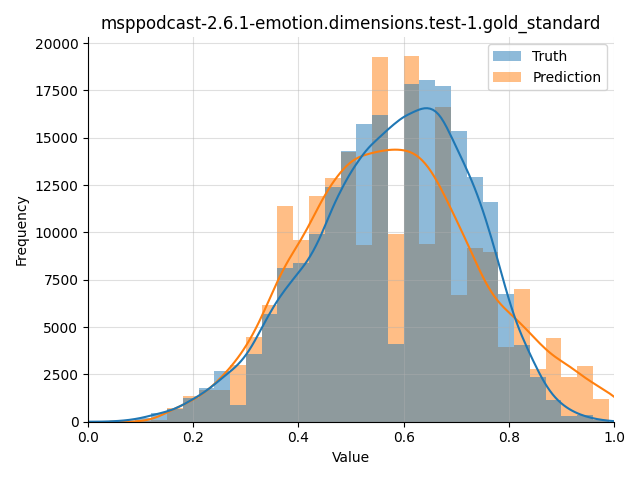 msppodcast-2.6.1-emotion.dimensions.test-1.gold_standard
Truth
Prediction
Frequency
20000
17500
15000
12500
10000
7500
5000
2500
0
0.0 0.2 0.4 0.6 0.8 1.0
Value